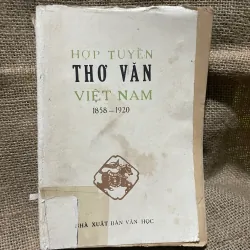 HỢP TUYỂN
THƠ VĂN
VIỆT NAM
1858 – 1920
NHÀ XUẤT BẢN VĂN HỌC